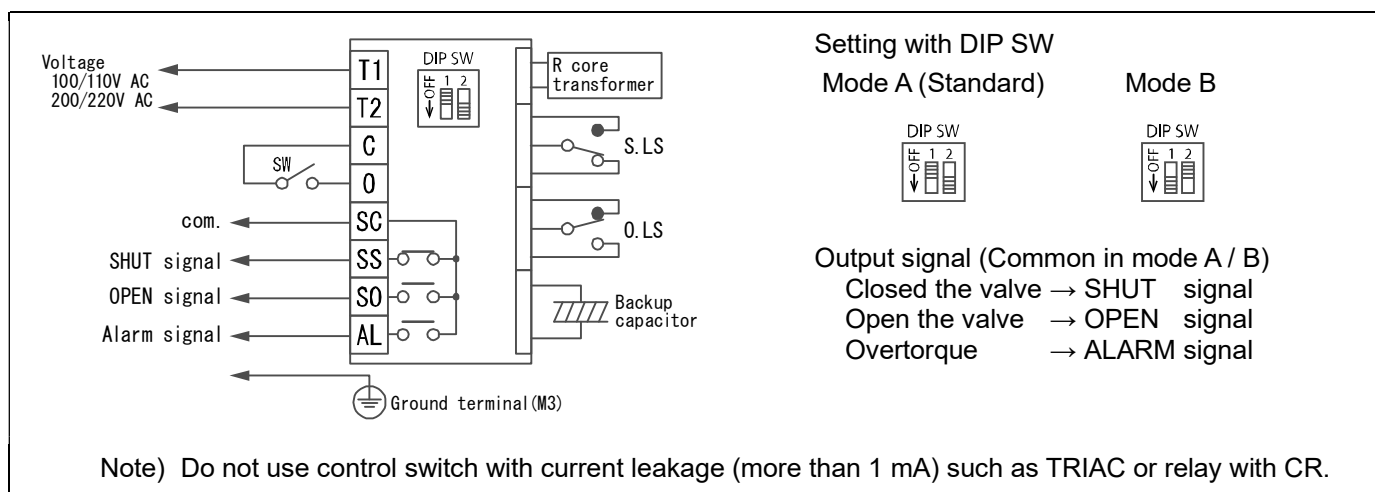 Voltage
100/110V AC
200/220V AC
T1
T2
C
O
SC
SS
SO
AL
SW
com.
SHUT signal
OPEN signal
Alarm signal
Ground terminal(M3)
DIP SW
←OFF
1 2
R core
transformer
S.LS
O.LS
Backup
capacitor
Setting with DIP SW
Mode A (Standard) Mode B
DIP SW
←OFF
1 2
DIP SW
←OFF
1 2
Output signal (Common in mode A / B)
Closed the valve → SHUT signal
Open the valve → OPEN signal
Overtorque → ALARM signal
Note) Do not use control switch with current leakage (more than 1 mA) such as TRIAC or relay with CR.